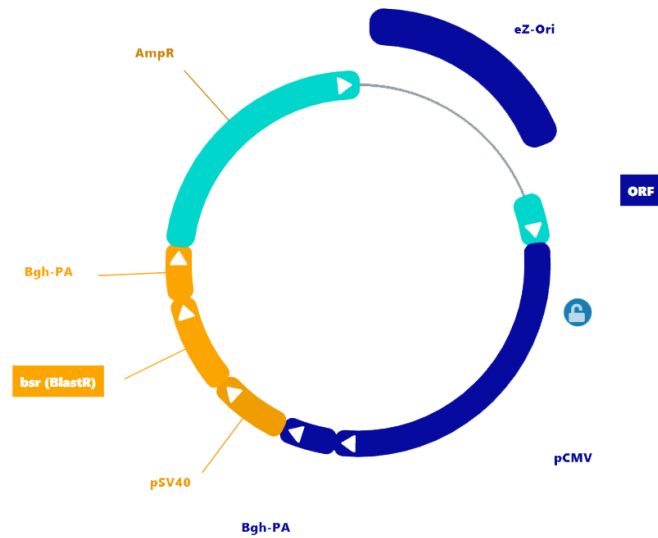 eZ-Ori
AmpR
ORF
Bgh-PA
bsr (BlastR)
pCMV
pSV40
Bgh-PA